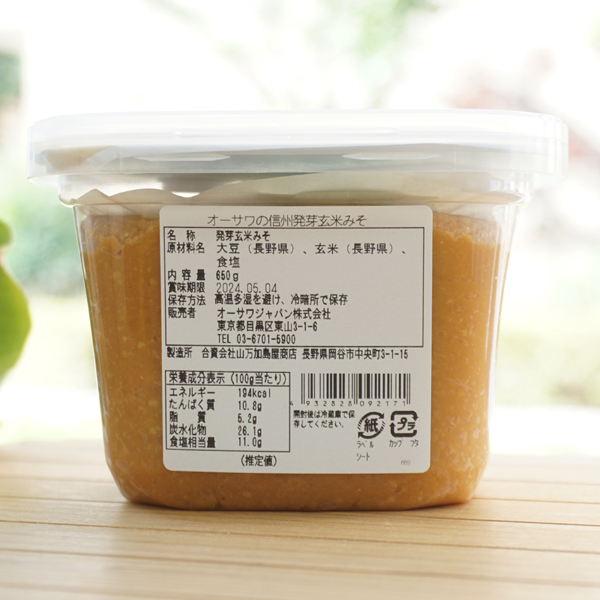 オーサワの信州発芽玄米みそ
名 称 発芽玄米みそ
原材料名 大豆（長野県）、玄米（長野県）、
食塩
内 容 量 650g
賞味期限 2024.05.04
保存方法 高温多湿を避け、冷暗所で保存
販売者 オーサワジャパン株式会社
東京都目黒区東山3-1-6
TEL 03-6701-5900
製造所 合資会社山万加島屋商店 長野県岡谷市中央町3-1-15
栄養成分表示（100g当たり）
エネルギー 194kcal
たんぱく質 10.8g
脂 質 5.2g
炭水化物 26.1g
食塩相当量 11.0g
（推定値）
4 932828 092171
開封後は冷蔵庫で保
存してください。
紙 プラ
ラベル カップ フタ
ソート